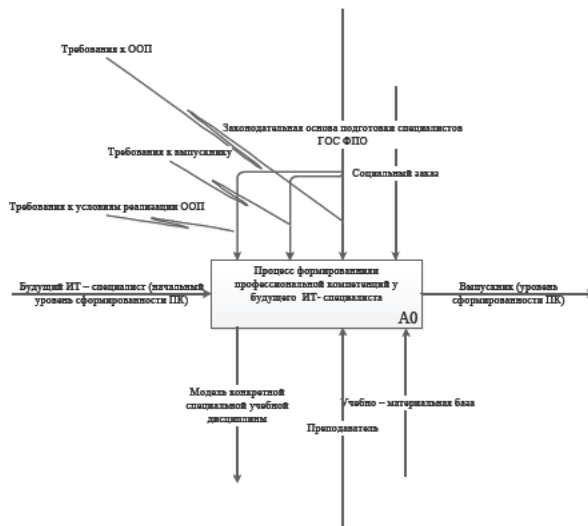 Требования к ООП
Законодательная основа подготовки специалистов
ГОС ФПО
Требования к выпускнику
Социальный заказ
Требования к условиям реализации ООП
Процесс формированияи
профессиональной компетенций у
будущего ИТ- специалиста
А0
Будущий ИТ – специалист (начальный
уровень сформированности ПК)
Выпускник (уровень
сформированности ПК)
Модель конкретной
специальной учебной
дисциплины
Учебно – материальная база
Преподаватель